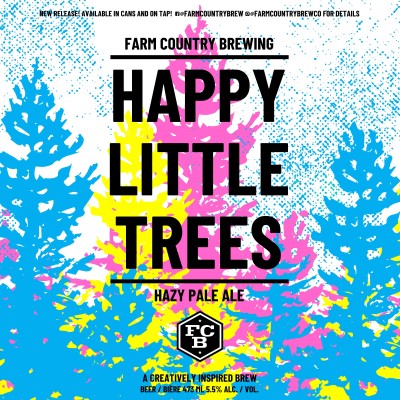 NEW RELEASE! AVAILABLE IN CANS AND ON TAP! @FARMCOUNTRYBREW @FARMCOUNTRYBREWCO FOR DETAILS
FARM COUNTRY BREWING
HAPPY
LITTLE
TREES
HAZY PALE ALE
FC
B
A CREATIVELY INSPIRED BREW
BEER / BIÈRE 473 ML 5.5% ALC. / VOL.